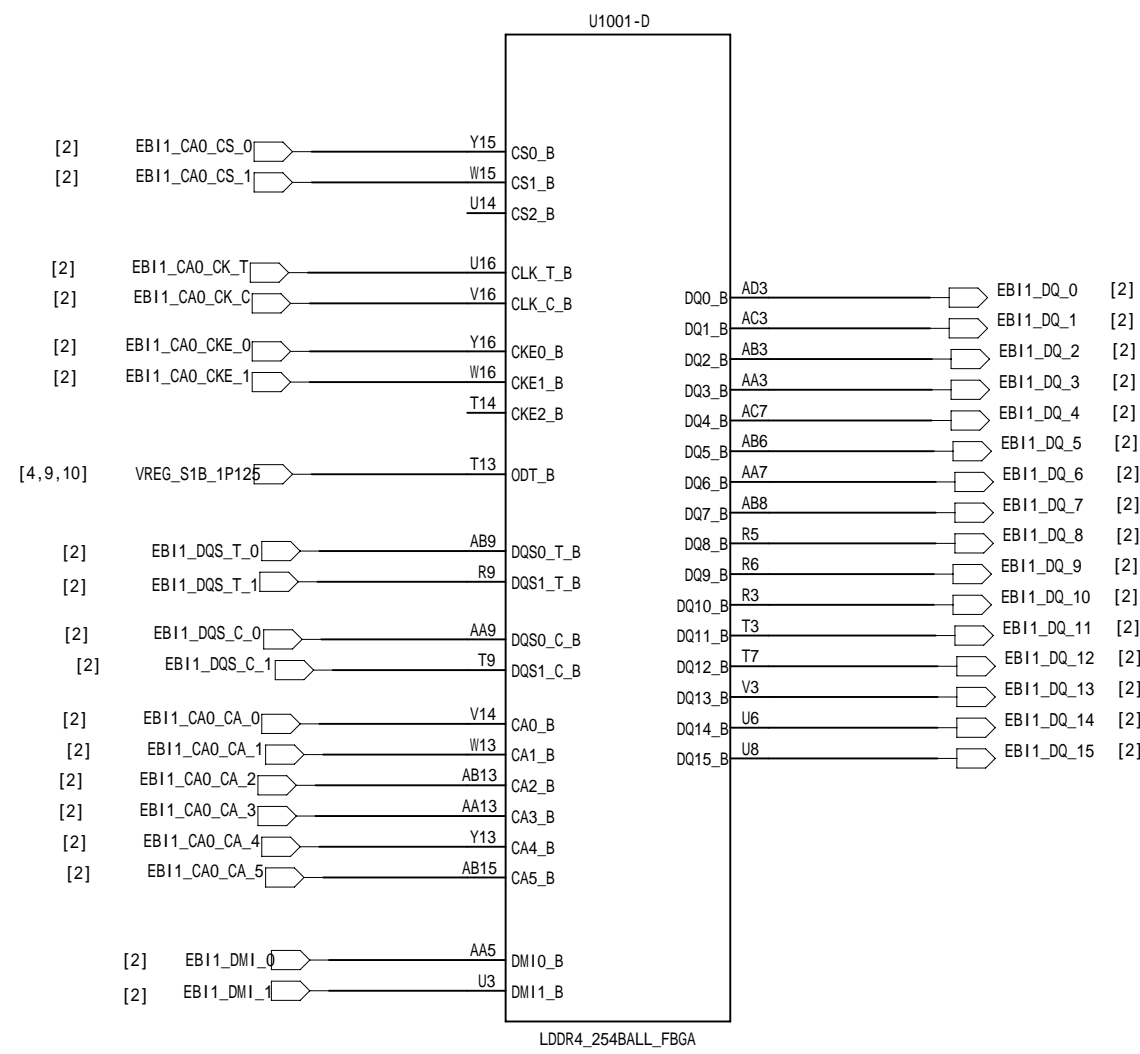 U1001-D
[2] EBI1_CA0_CS_0 Y15 CS0_B
[2] EBI1_CA0_CS_1 W15 CS1_B
U14 CS2_B
[2] EBI1_CA0_CK_T U16 CLK_T_B
[2] EBI1_CA0_CK_C V16 CLK_C_B
[2] EBI1_CA0_CKE_0 Y16 CKE0_B
[2] EBI1_CA0_CKE_1 W16 CKE1_B
T14 CKE2_B
[4,9,10] VREG_S1B_1P125 T13 ODT_B
[2] EBI1_DQS_T_0 AB9 DQS0_T_B
[2] EBI1_DQS_T_1 R9 DQS1_T_B
[2] EBI1_DQS_C_0 AA9 DQS0_C_B
[2] EBI1_DQS_C_1 T9 DQS1_C_B
[2] EBI1_CA0_CA_0 V14 CA0_B
[2] EBI1_CA0_CA_1 W13 CA1_B
[2] EBI1_CA0_CA_2 AB13 CA2_B
[2] EBI1_CA0_CA_3 AA13 CA3_B
[2] EBI1_CA0_CA_4 Y13 CA4_B
[2] EBI1_CA0_CA_5 AB15 CA5_B
[2] EBI1_DMI_0 AA5 DMI0_B
[2] EBI1_DMI_1 U3 DMI1_B
DQ0_B AD3 EBI1_DQ_0 [2]
DQ1_B AC3 EBI1_DQ_1 [2]
DQ2_B AB3 EBI1_DQ_2 [2]
DQ3_B AA3 EBI1_DQ_3 [2]
DQ4_B AC7 EBI1_DQ_4 [2]
DQ5_B AB6 EBI1_DQ_5 [2]
DQ6_B AA7 EBI1_DQ_6 [2]
DQ7_B AB8 EBI1_DQ_7 [2]
DQ8_B R5 EBI1_DQ_8 [2]
DQ9_B R6 EBI1_DQ_9 [2]
DQ10_B R3 EBI1_DQ_10 [2]
DQ11_B T3 EBI1_DQ_11 [2]
DQ12_B T7 EBI1_DQ_12 [2]
DQ13_B V3 EBI1_DQ_13 [2]
DQ14_B U6 EBI1_DQ_14 [2]
DQ15_B U8 EBI1_DQ_15 [2]
LDDR4_254BALL_FBGA